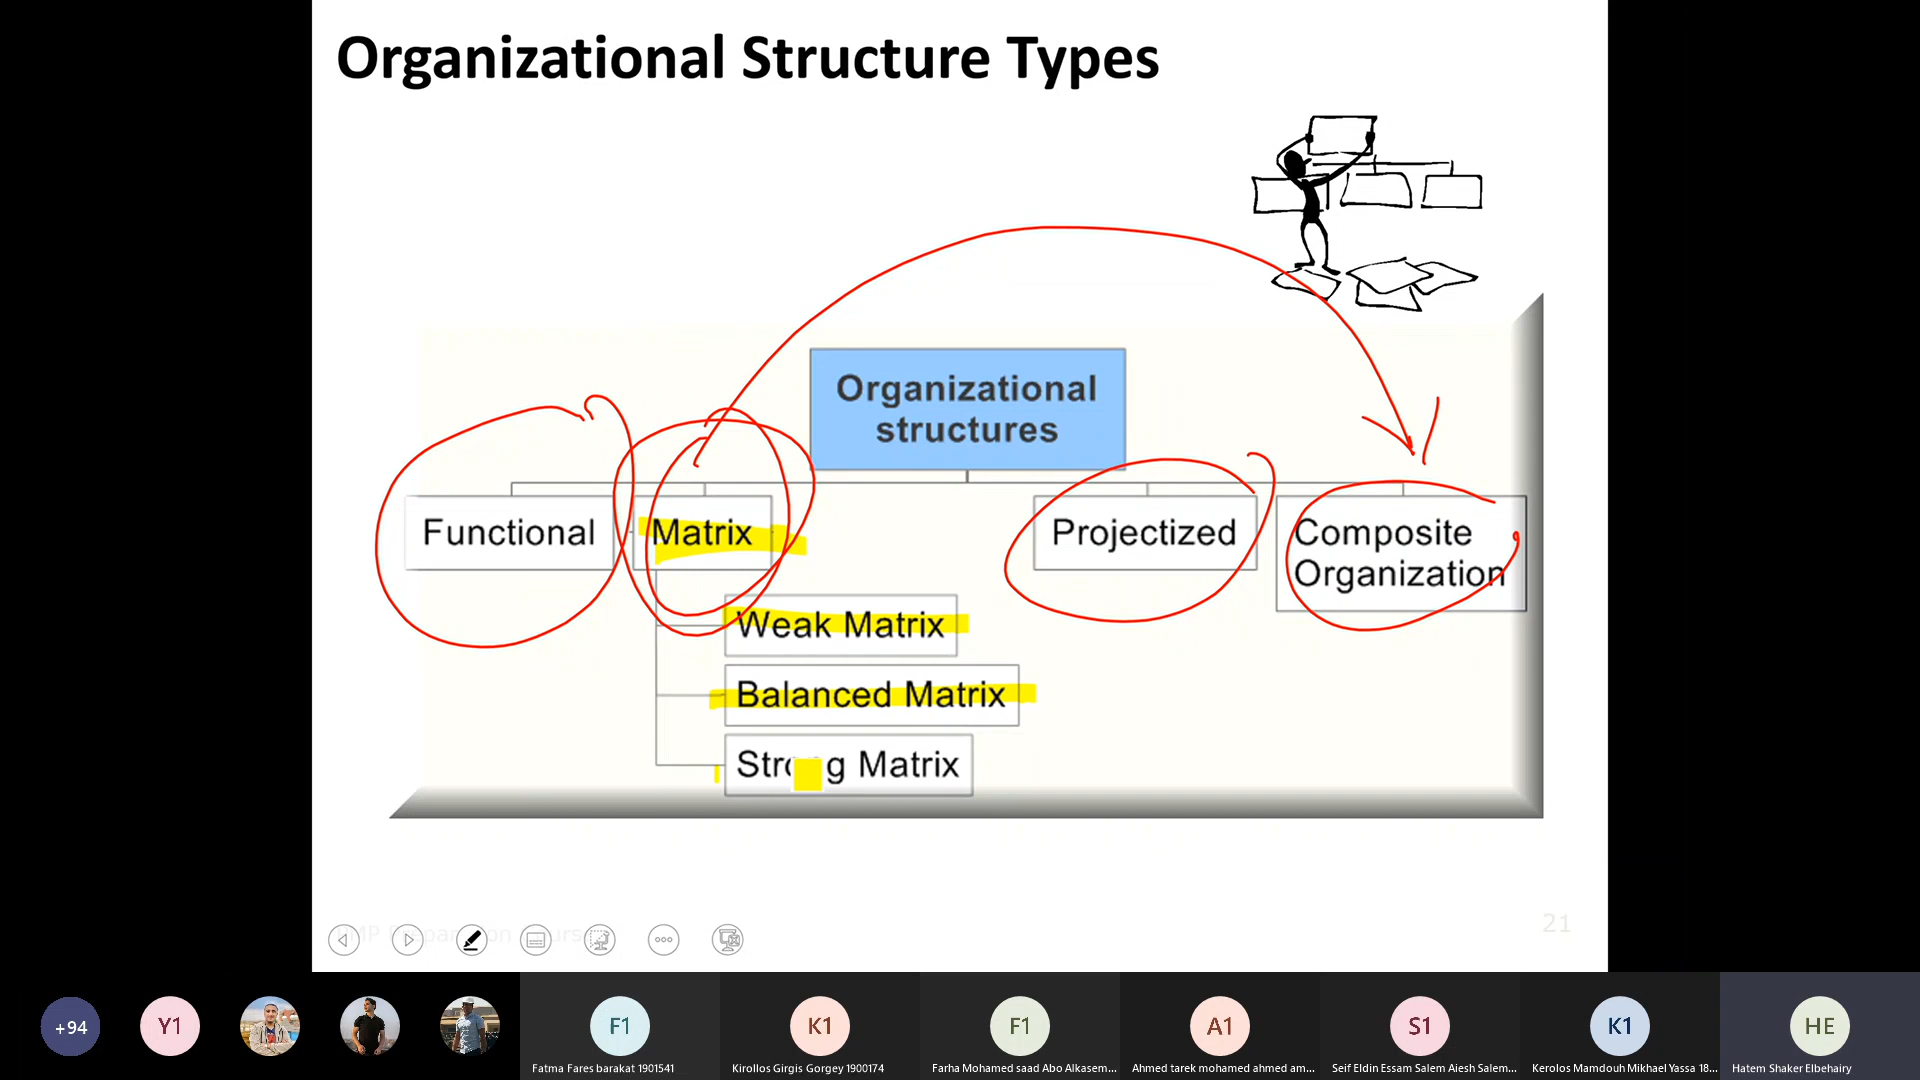 Organizational Structure Types
Organizational
structures
Functional
Matrix
Projectized
Composite
Organization
Weak Matrix
Balanced Matrix
Matrix
21
+94
Y1
F1
K1
F1
A1
S1
K1
HE
Fatma Fares barakat 1901541
Kirollos Girgis Gorgey 1900174
Farha Mohamed saad Abo Alkasem...
Ahmed tarek mohamed ahmed am...
Seif Eldin Essam Salem Aiesh Salem...
Kerolos Mamdouh Mikhael Yassa 18...
Hatem Shaker Elbehairy